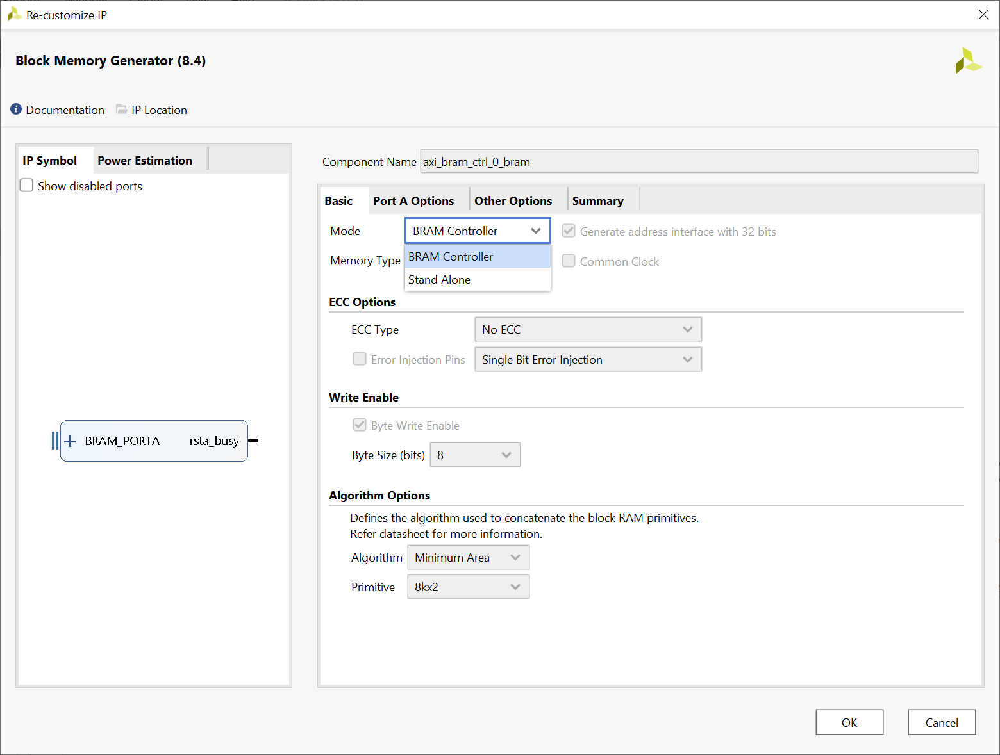 Re-customize IP
Block Memory Generator (8.4)
Documentation IP Location
IP Symbol Power Estimation
Show disabled ports
BRAM_PORTA rsta_busy
Component Name axi_bram_ctrl_0_bram
Basic Port A Options Other Options Summary
Mode BRAM Controller Generate address interface with 32 bits
BRAM Controller
Memory Type Common Clock
Stand Alone
ECC Options
ECC Type No ECC
Error Injection Pins Single Bit Error Injection
Write Enable
Byte Write Enable
Byte Size (bits) 8
Algorithm Options
Defines the algorithm used to concatenate the block RAM primitives.
Refer datasheet for more information.
Algorithm Minimum Area
Primitive 8kx2
OK Cancel